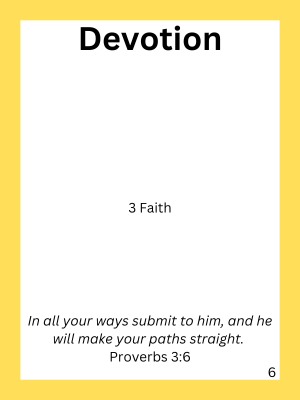 Devotion
3 Faith
In all your ways submit to him, and he
will make your paths straight.
Proverbs 3:6
6